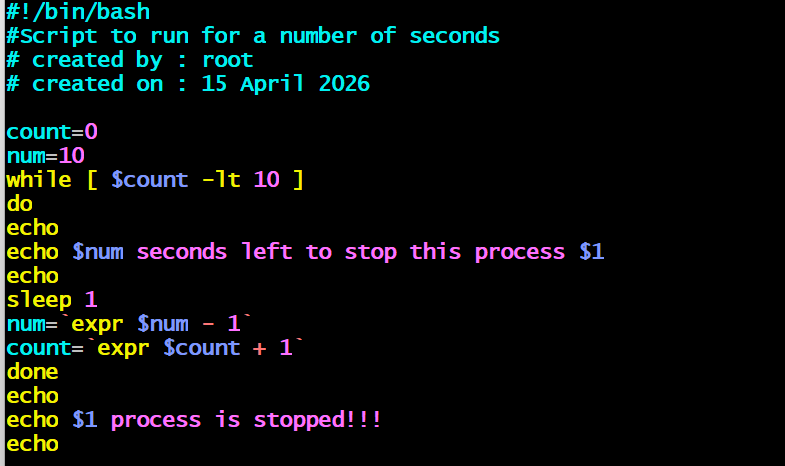 #!/bin/bash
#Script to run for a number of seconds
# created by : root
# created on : 15 April 2026

count=0
num=10
while [ $count -lt 10 ]
do
echo
echo $num seconds left to stop this process $1
echo
sleep 1
num=`expr $num - 1`
count=`expr $count + 1`
done
echo
echo $1 process is stopped!!!
echo